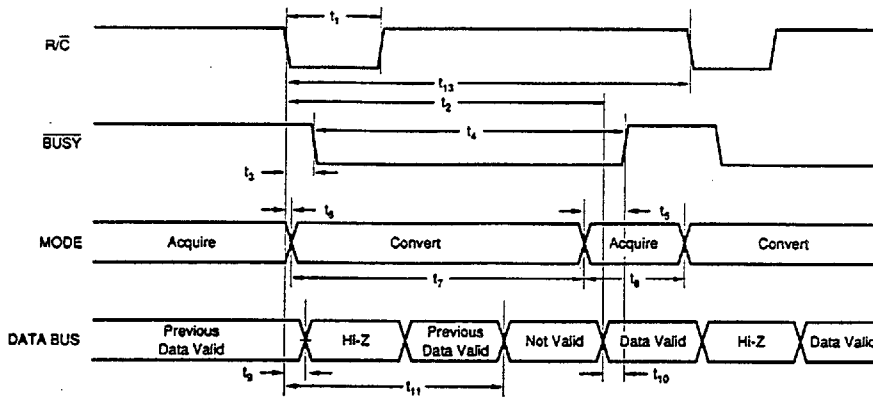 t₁
R/C̅
t₁₃
t₂
B̅U̅S̅Y̅
t₄
t₃
t₆
t₅
MODE
Acquire
Convert
Acquire
Convert
t₇
t₈
DATA BUS
Previous
Data Valid
Hi-Z
Previous
Data Valid
Not Valid
Data Valid
Hi-Z
Data Valid
t₉
t₁₁
t₁₀